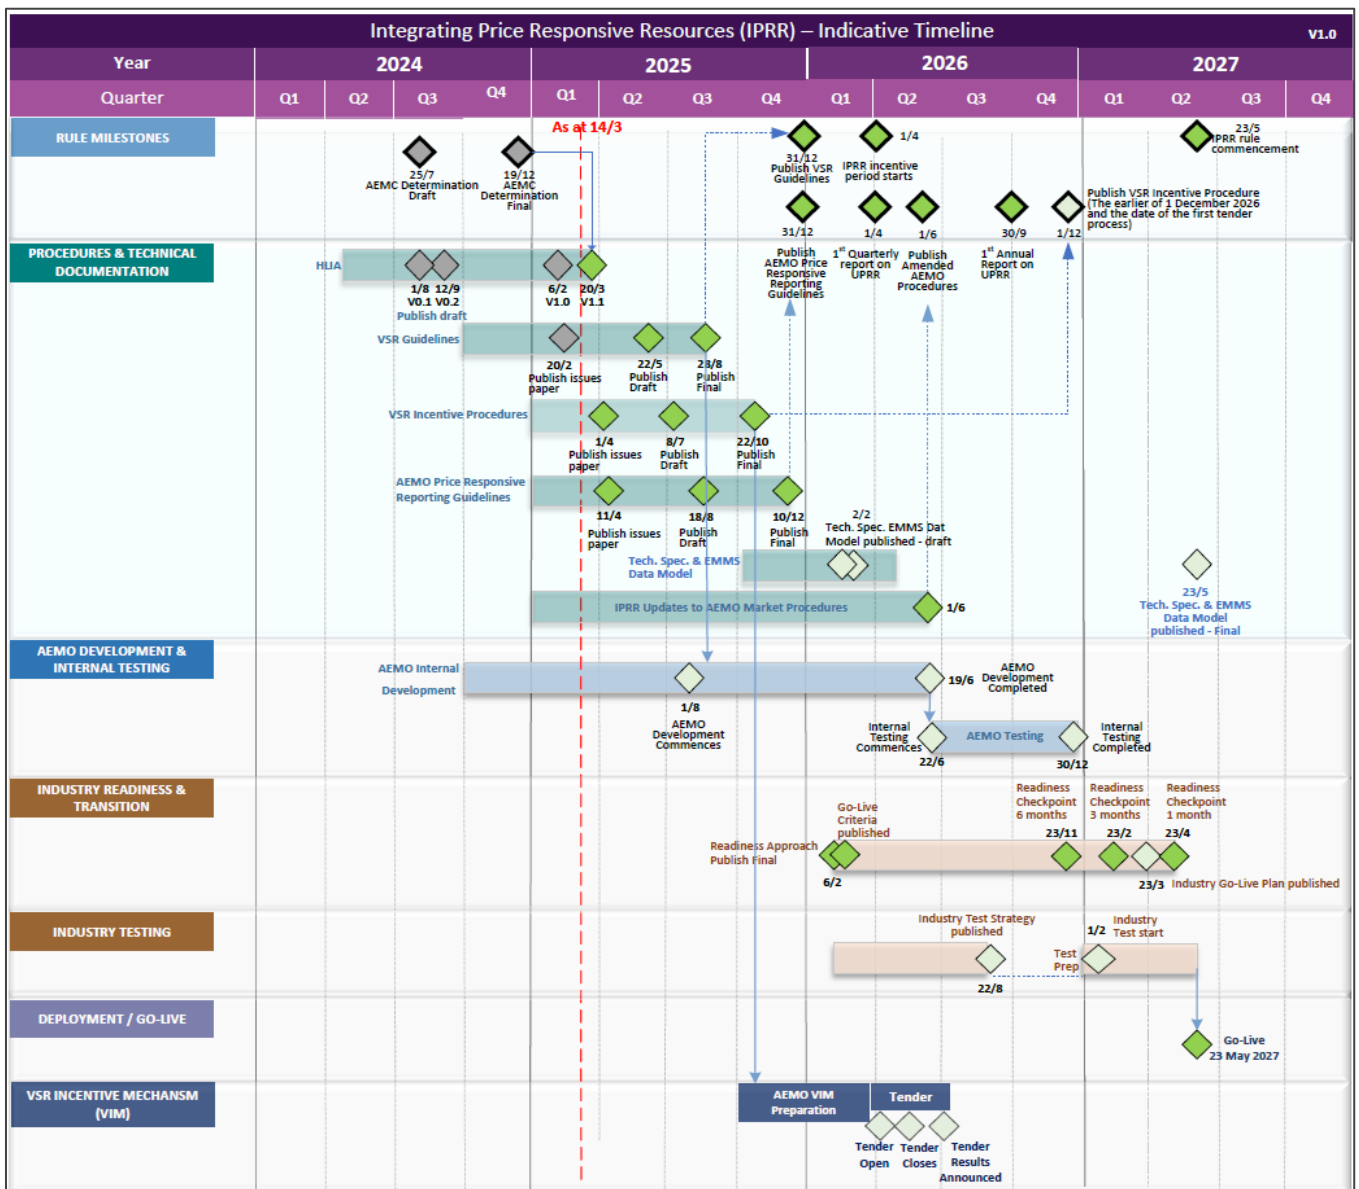 Integrating Price Responsive Resources (IPRR) – Indicative Timeline
V1.0
Year
2024
2025
2026
2027
Quarter
Q1
Q2
Q3
Q4
Q1
Q2
Q3
Q4
Q1
Q2
Q3
Q4
Q1
Q2
Q3
Q4
As at 14/3
RULE MILESTONES
25/7
AEMC Determination
Draft
19/12
AEMC
Determination
Final
31/12
Publish VSR
Guidelines
1/4
IPRR incentive
period starts
23/5
IPRR rule
commencement
31/12
Publish
AEMO Price
Responsive
Reporting
Guidelines
1/4
1st Quarterly
report on
UPRR
1/6
Publish
Amended
AEMO
Procedures
30/9
1st Annual
Report on
UPRR
1/12
Publish VSR Incentive Procedure
(The earlier of 1 December 2026
and the date of the first tender
process)
PROCEDURES & TECHNICAL
DOCUMENTATION
HLIA
1/8
V0.1
12/9
V0.2
Publish draft
6/2
V1.0
20/3
V1.1
VSR Guidelines
20/2
Publish issues
paper
22/5
Publish
Draft
28/8
Publish
Final
VSR Incentive Procedures
1/4
Publish issues
paper
8/7
Publish
Draft
22/10
Publish
Final
AEMO Price Responsive
Reporting Guidelines
11/4
Publish issues
paper
18/8
Publish
Draft
10/12
Publish
Final
2/2
Tech. Spec. EMMS Dat
Model published - draft
Tech. Spec. & EMMS
Data Model
23/5
Tech. Spec. & EMMS
Data Model
published - Final
IPRR Updates to AEMO Market Procedures
1/6
AEMO DEVELOPMENT &
INTERNAL TESTING
AEMO Internal
Development
1/8
AEMO
Development
Commences
19/6
AEMO
Development
Completed
Internal
Testing
Commences
22/6
AEMO Testing
30/12
Internal
Testing
Completed
INDUSTRY READINESS &
TRANSITION
Readiness Approach
Publish Final
6/2
Go-Live
Criteria
published
Readiness
Checkpoint
6 months
23/11
Readiness
Checkpoint
3 months
23/2
Readiness
Checkpoint
1 month
23/4
23/3
Industry Go-Live Plan published
INDUSTRY TESTING
Industry Test Strategy
published
22/8
Test
Prep
1/2
Industry
Test start
DEPLOYMENT / GO-LIVE
Go-Live
23 May 2027
VSR INCENTIVE MECHANSM
(VIM)
AEMO VIM
Preparation
Tender
Tender
Open
Tender
Closes
Tender
Results
Announced